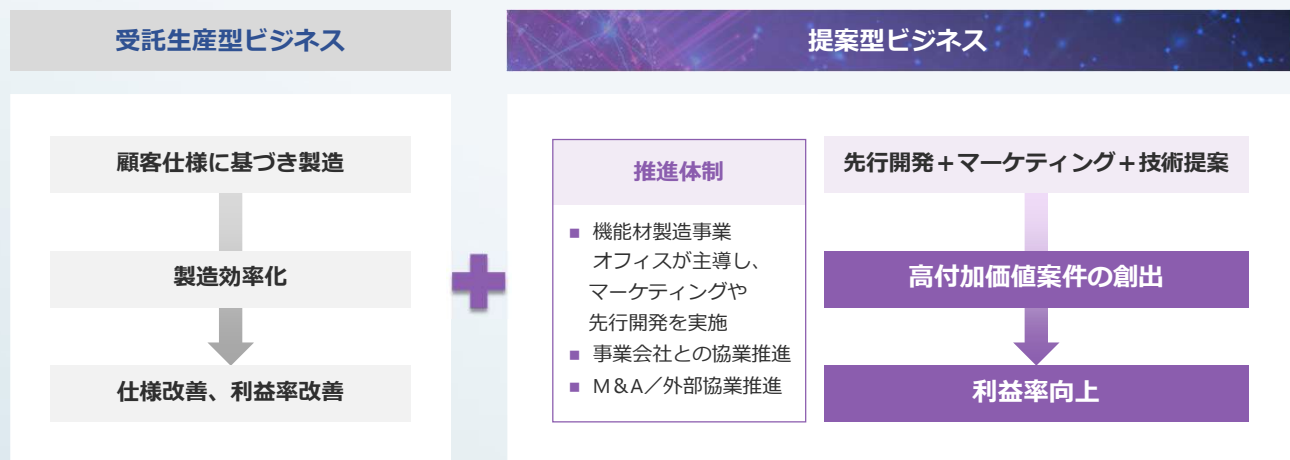 受託生産型ビジネス
顧客仕様に基づき製造
製造効率化
仕様改善、利益率改善
提案型ビジネス
推進体制
■ 機能材製造事業
オフィスが主導し、
マーケティングや
先行開発を実施
■ 事業会社との協業推進
■ M&A／外部協業推進
先行開発＋マーケティング＋技術提案
高付加価値案件の創出
利益率向上